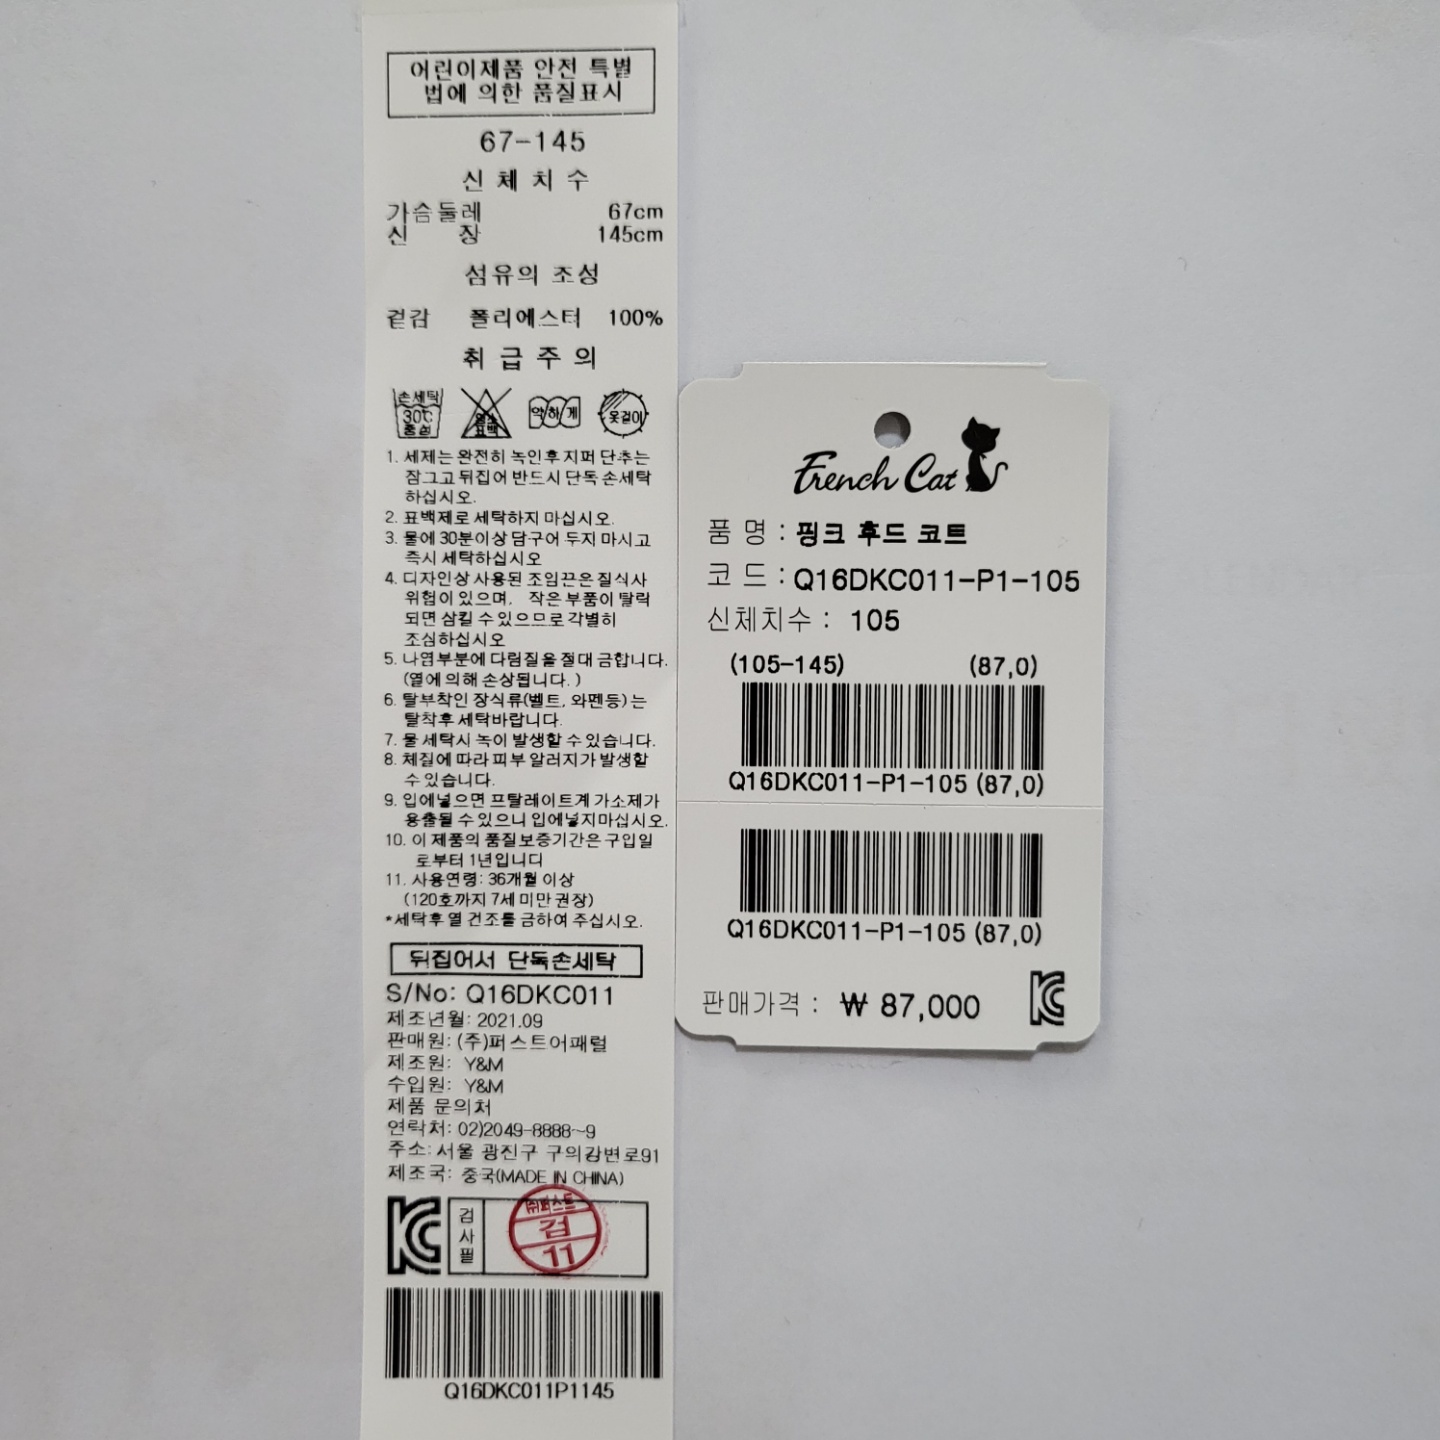 어린이제품 안전 특별
법에 의한 품질표시
67-145
신 체 치 수
가슴둘레 67cm
신 장 145cm
섬유의 조성
겉감 폴리에스터 100%
취 급 주 의
손세탁 30℃ 중성
염소 표백
약하게
옷걸이
1. 세제는 완전히 녹인후 지퍼 단추는
잠그고 뒤집어 반드시 단독 손세탁
하십시오.
2. 표백제로 세탁하지 마십시오.
3. 물에 30분이상 담구어 두지 마시고
즉시 세탁하십시오
4. 디자인상 사용된 조임끈은 질식사
위험이 있으며, 작은 부품이 탈락
되면 삼킬 수 있으므로 각별히
조심하십시오
5. 나염부분에 다림질을 절대 금합니다.
(열에 의해 손상됩니다.)
6. 탈부착인 장식류(벨트, 와펜등) 는
탈착후 세탁바랍니다.
7. 물 세탁시 녹이 발생할 수 있습니다.
8. 체질에 따라 피부 알러지가 발생할
수 있습니다.
9. 입에넣으면 프탈레이트계 가소제가
용출될 수 있으니 입에넣지마십시오.
10. 이 제품의 품질보증기간은 구입일
로부터 1년입니다
11. 사용연령: 36개월 이상
(120호까지 7세 미만 권장)
*세탁후 열 건조를 금하여 주십시오.
뒤집어서 단독손세탁
S/No: Q16DKC011
제조년월: 2021.09
판매원: (주)퍼스트어패럴
제조원: Y&M
수입원: Y&M
제품 문의처
연락처: 02)2049-8888~9
주소: 서울 광진구 구의강변로91
제조국: 중국(MADE IN CHINA)
KC
검사필
㈜퍼스트
검
11
Q16DKC011P1145
French Cat
품 명 : 핑크 후드 코트
코 드 : Q16DKC011-P1-105
신체치수 : 105
(105-145) (87,0)
Q16DKC011-P1-105 (87,0)
Q16DKC011-P1-105 (87,0)
판매가격 : ₩ 87,000
KC